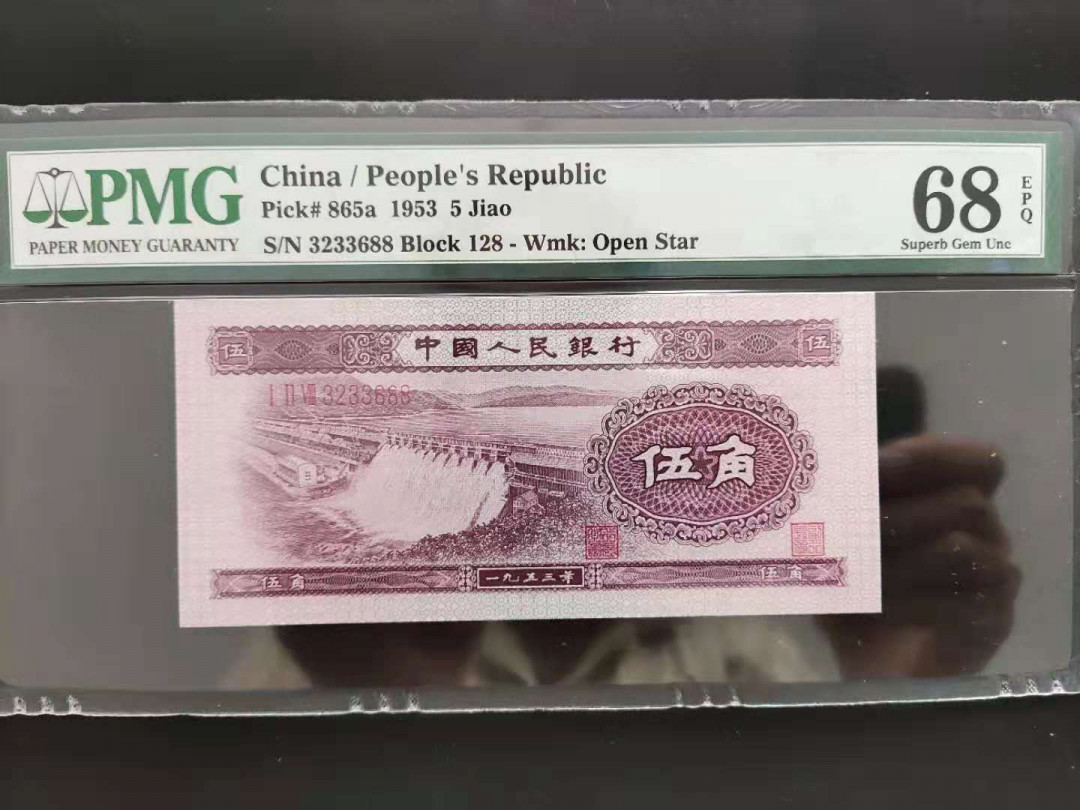 PMG
PAPER MONEY GUARANTY
China / People's Republic
Pick# 865a 1953 5 Jiao
S/N 3233688 Block 128 - Wmk: Open Star
68
EPQ
Superb Gem Unc
伍 中國人民銀行 伍
I II VIII 3233688
伍角
伍角 一九五三年 伍角